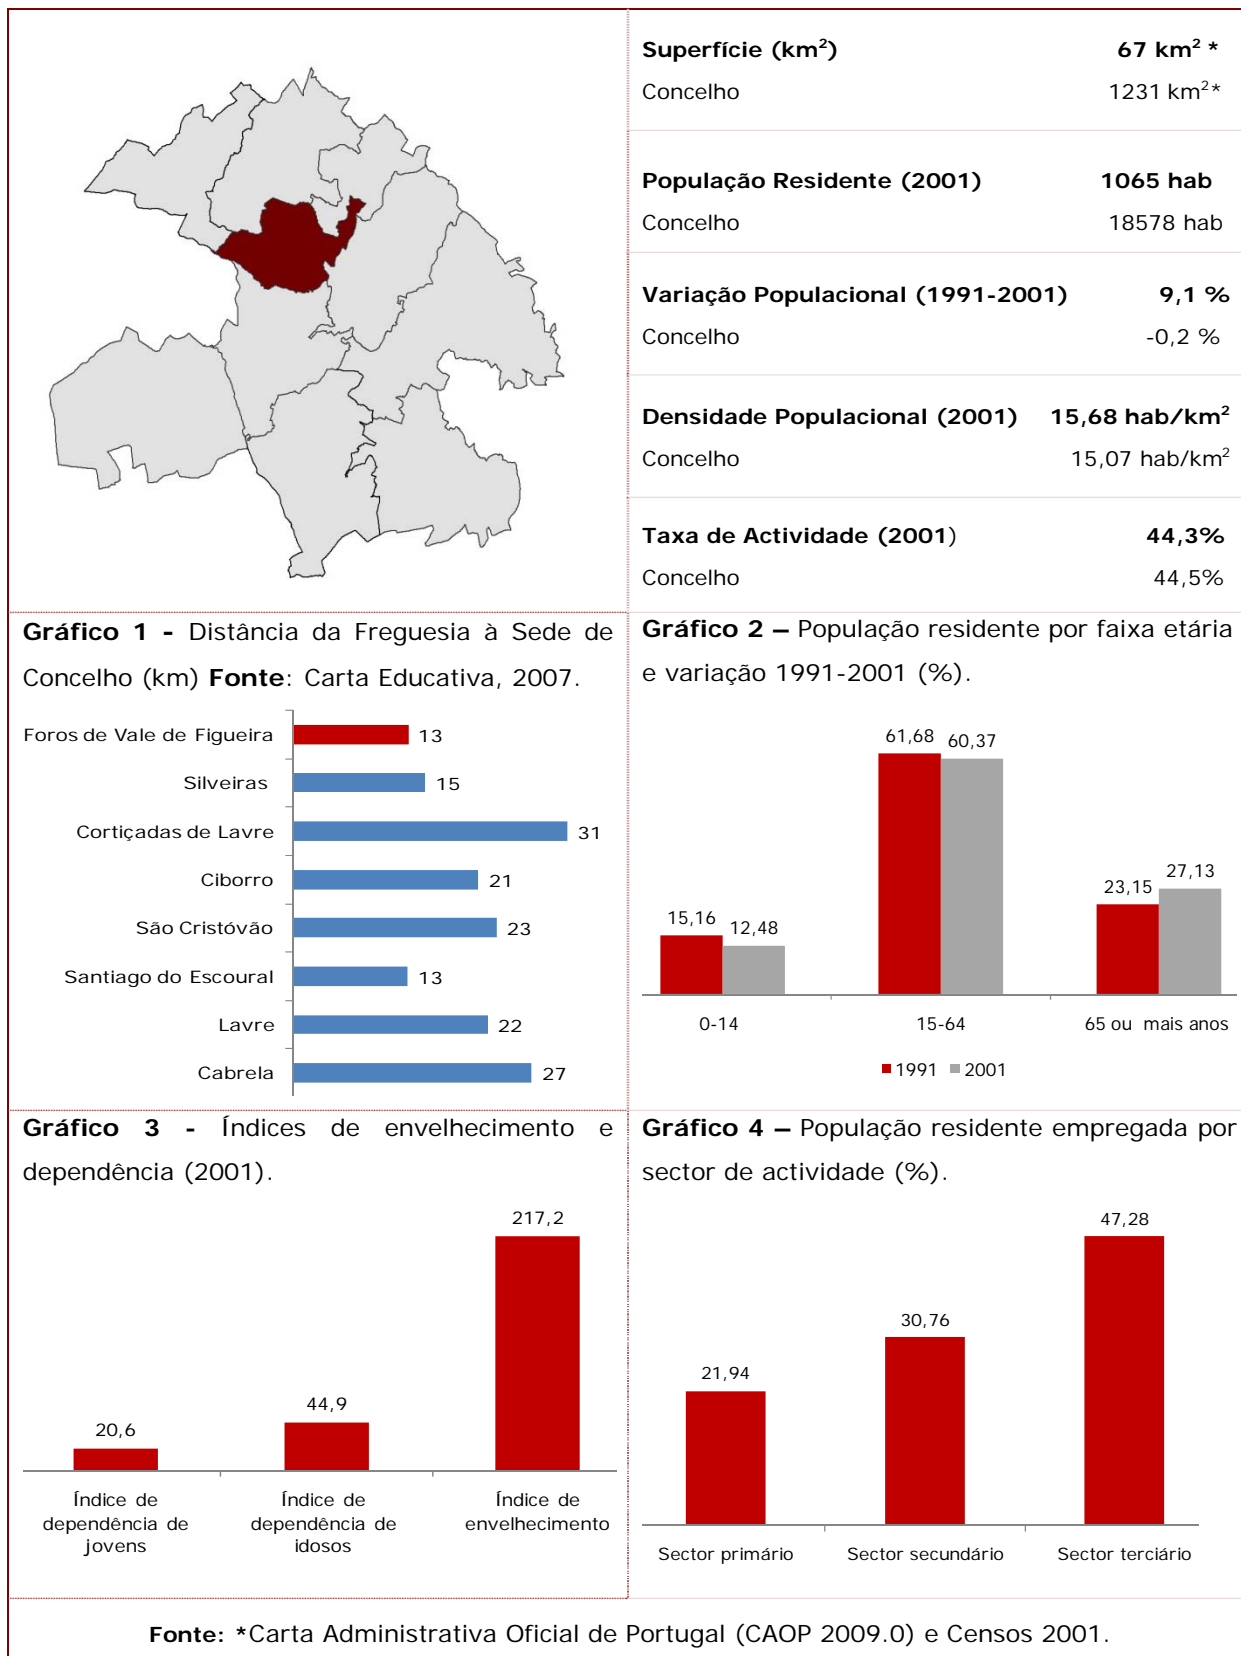 Superfície (km²) 67 km² *
Concelho 1231 km²*
População Residente (2001) 1065 hab
Concelho 18578 hab
Variação Populacional (1991-2001) 9,1 %
Concelho -0,2 %
Densidade Populacional (2001) 15,68 hab/km²
Concelho 15,07 hab/km²
Taxa de Actividade (2001) 44,3%
Concelho 44,5%
Gráfico 1 - Distância da Freguesia à Sede de
Concelho (km) Fonte: Carta Educativa, 2007.
Foros de Vale de Figueira 13
Silveiras 15
Cortiçadas de Lavre 31
Ciborro 21
São Cristóvão 23
Santiago do Escoural 13
Lavre 22
Cabrela 27
Gráfico 2 – População residente por faixa etária
e variação 1991-2001 (%).
61,68
60,37
27,13
23,15
15,16
12,48
0-14 15-64 65 ou mais anos
1991 2001
Gráfico 3 - Índices de envelhecimento e
dependência (2001).
217,2
44,9
20,6
Índice de Índice de Índice de
dependência de dependência de envelhecimento
jovens idosos
Gráfico 4 – População residente empregada por
sector de actividade (%).
47,28
30,76
21,94
Sector primário Sector secundário Sector terciário
Fonte: *Carta Administrativa Oficial de Portugal (CAOP 2009.0) e Censos 2001.